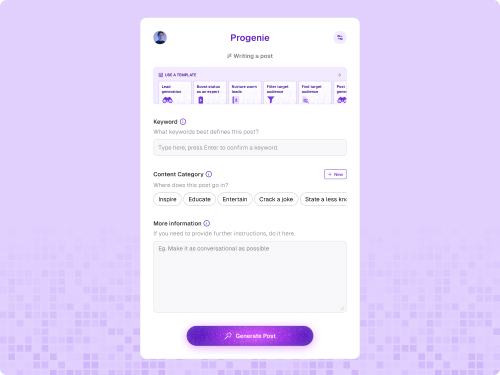 Progenie
Writing a post
USE A TEMPLATE
Lead generation
Boost status as an expert
Nurture warm leads
Filter target audience
Find target audience
Post
Keyword
What keywords best defines this post?
Type here, press Enter to confirm a keyword.
Content Category
+ New
Where does this post go in?
Inspire
Educate
Entertain
Crack a joke
State a less kno
More information
If you need to provide further instructions, do it here.
Eg. Make it as conversational as possible
Generate Post